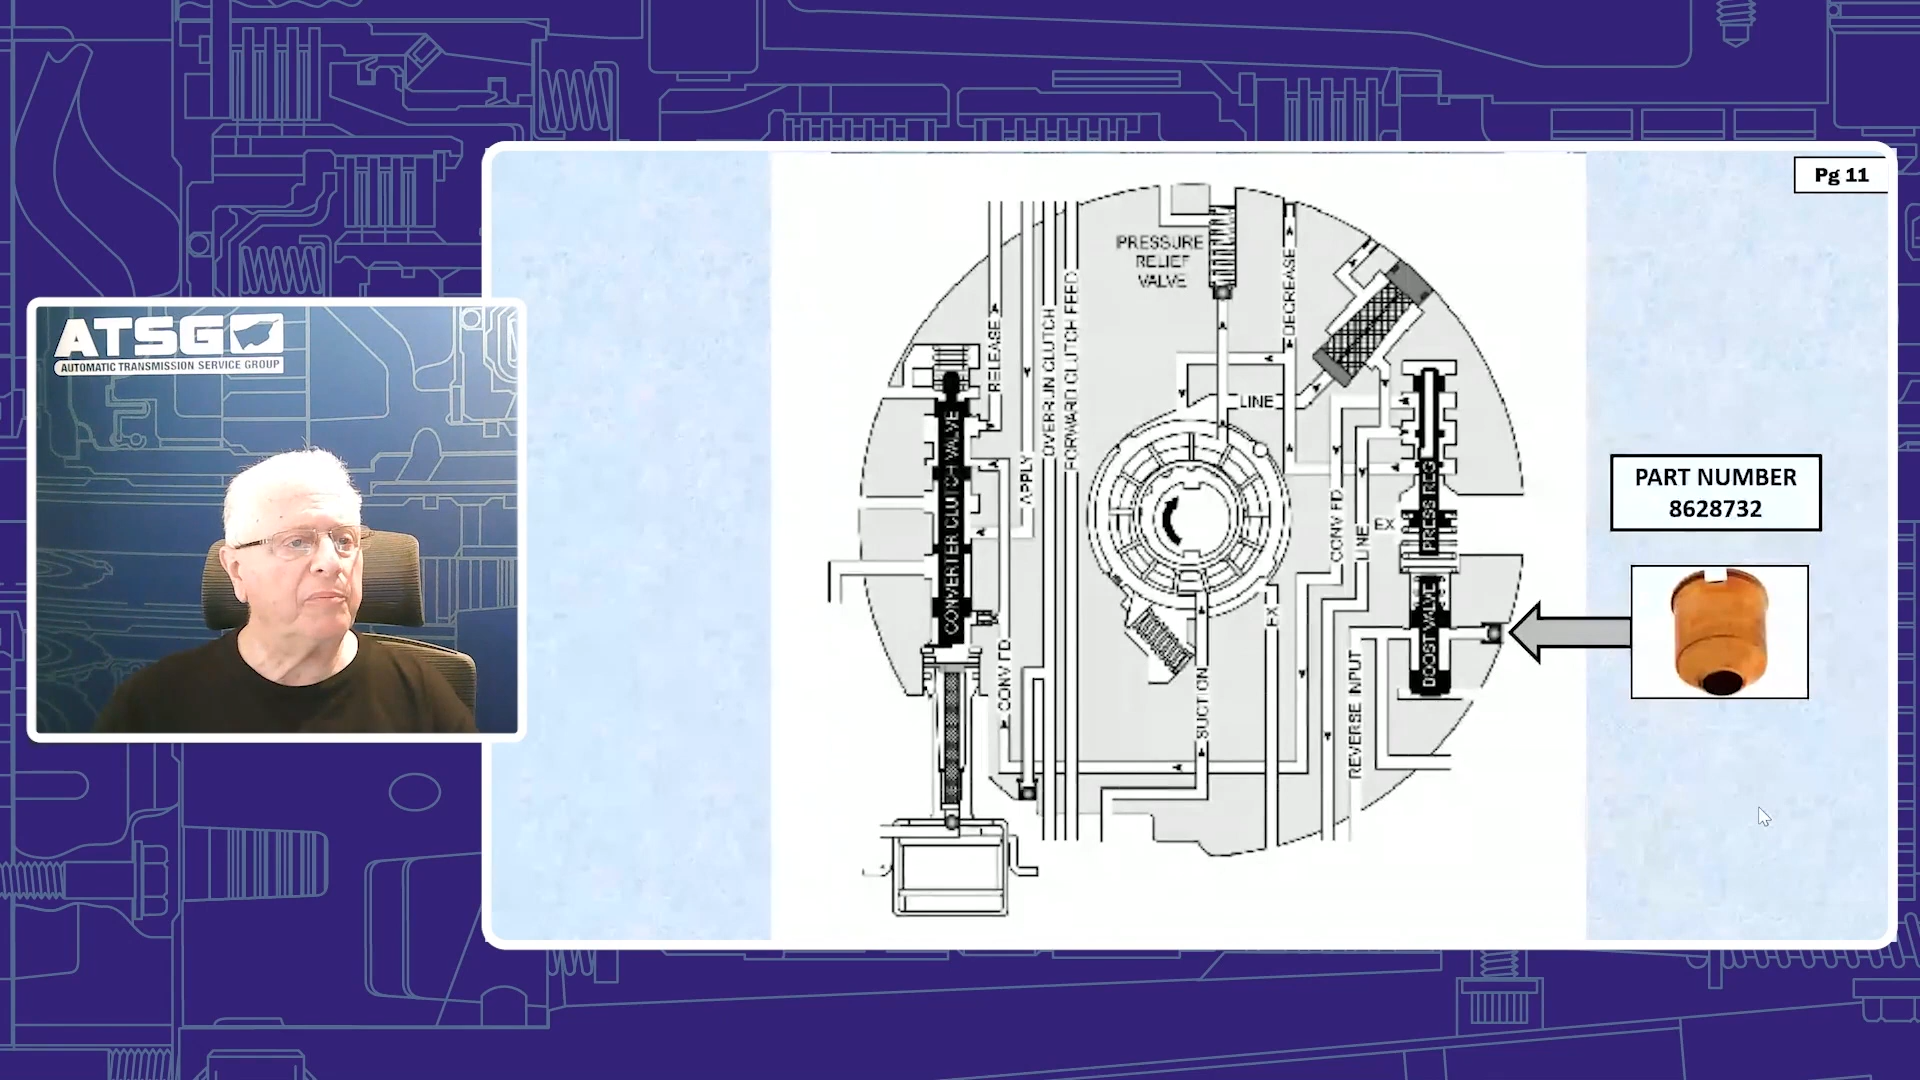 ATSG
AUTOMATIC TRANSMISSION SERVICE GROUP
Pg 11
PRESSURE
RELIEF
VALVE
DECREASE
RELEASE
OVERRUN CLUTCH
FORWARD CLUTCH FEED
LINE
CONVERTER CLUTCH VALVE
APPLY
PRESS REG
EX
CONV FD
LINE
PART NUMBER
8628732
BOOST VALVE
EX
CONV FD
SUCTION
REVERSE INPUT